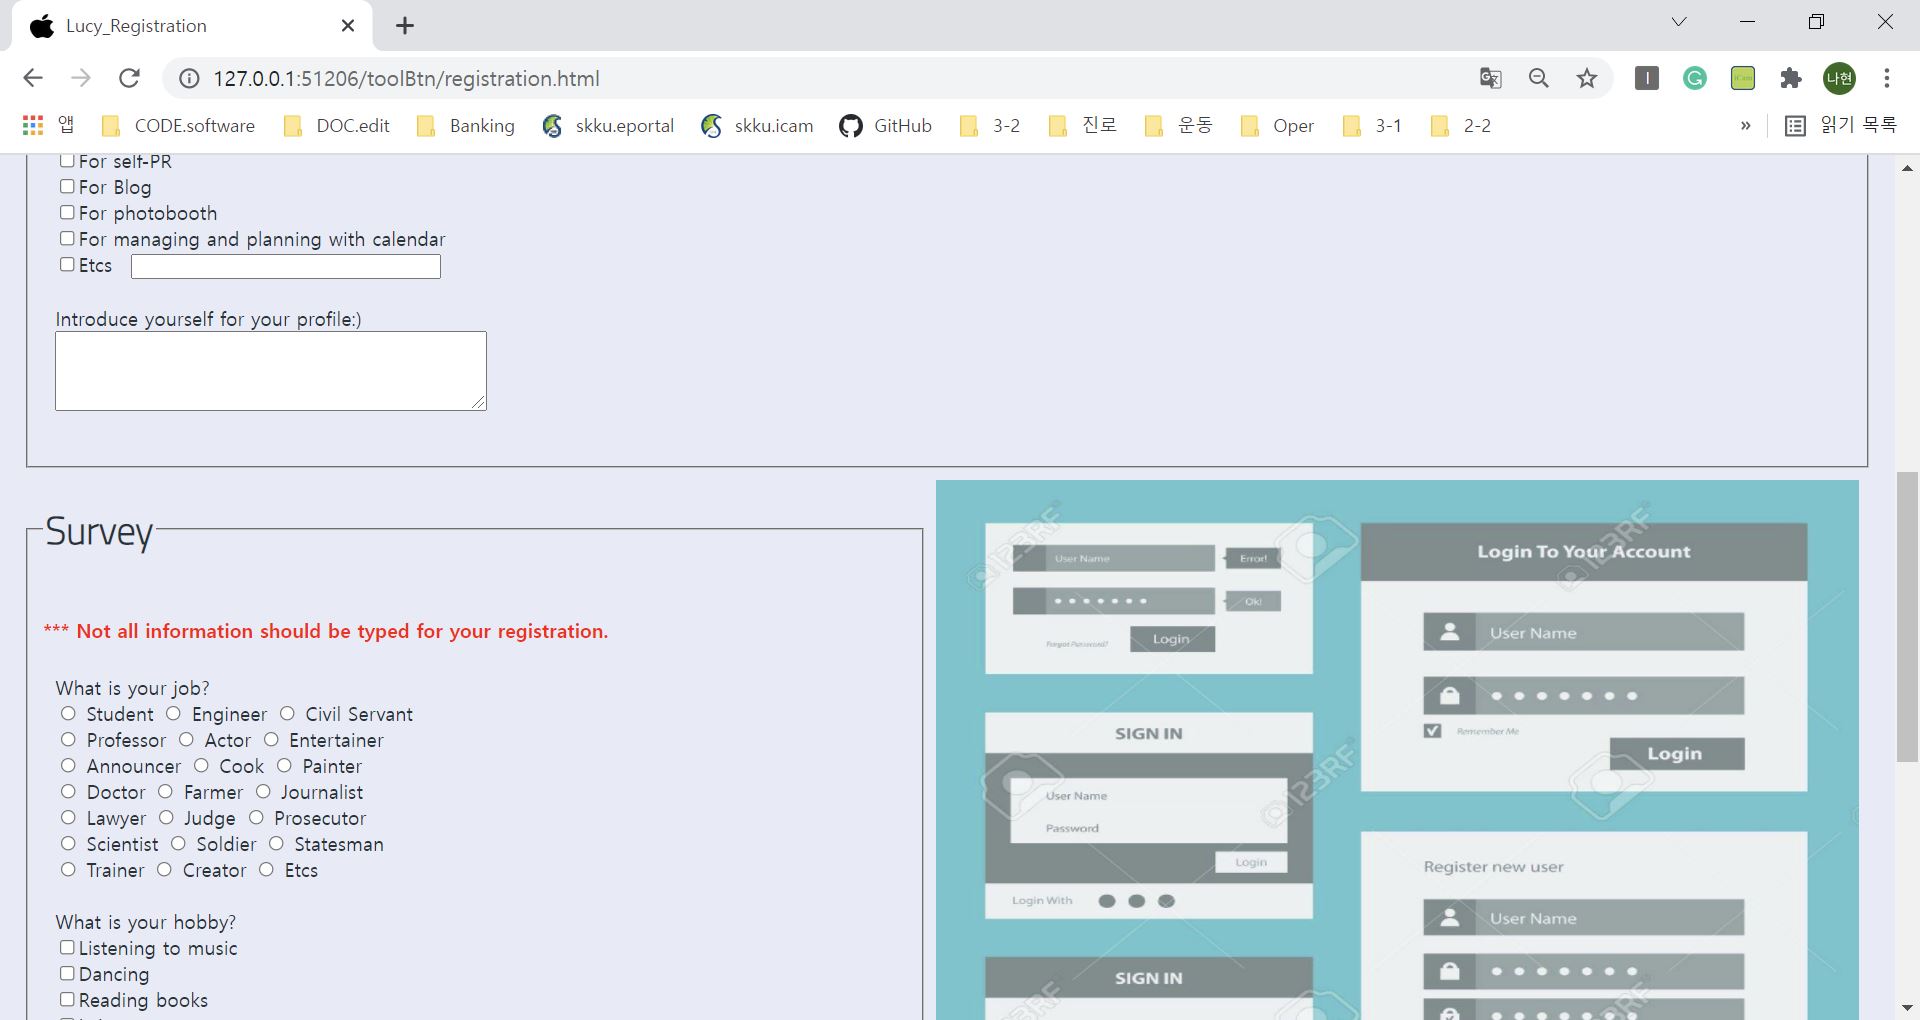 Lucy_Registration
127.0.0.1:51206/toolBtn/registration.html
나현
앱 CODE.software DOC.edit Banking skku.eportal skku.icam GitHub 3-2 진로 운동 Oper 3-1 2-2 » 읽기 목록
For self-PR
For Blog
For photobooth
For managing and planning with calendar
Etcs
Introduce yourself for your profile:)
Survey
*** Not all information should be typed for your registration.
What is your job?
Student Engineer Civil Servant
Professor Actor Entertainer
Announcer Cook Painter
Doctor Farmer Journalist
Lawyer Judge Prosecutor
Scientist Soldier Statesman
Trainer Creator Etcs
What is your hobby?
Listening to music
Dancing
Reading books
User Name Error!
Ok!
Forgot Password? Login
SIGN IN
User Name
Password
Login
Login With
SIGN IN
Login To Your Account
User Name
Remember Me
Login
Register new user
User Name
123RF
123RF
123RF
123RF
123RF